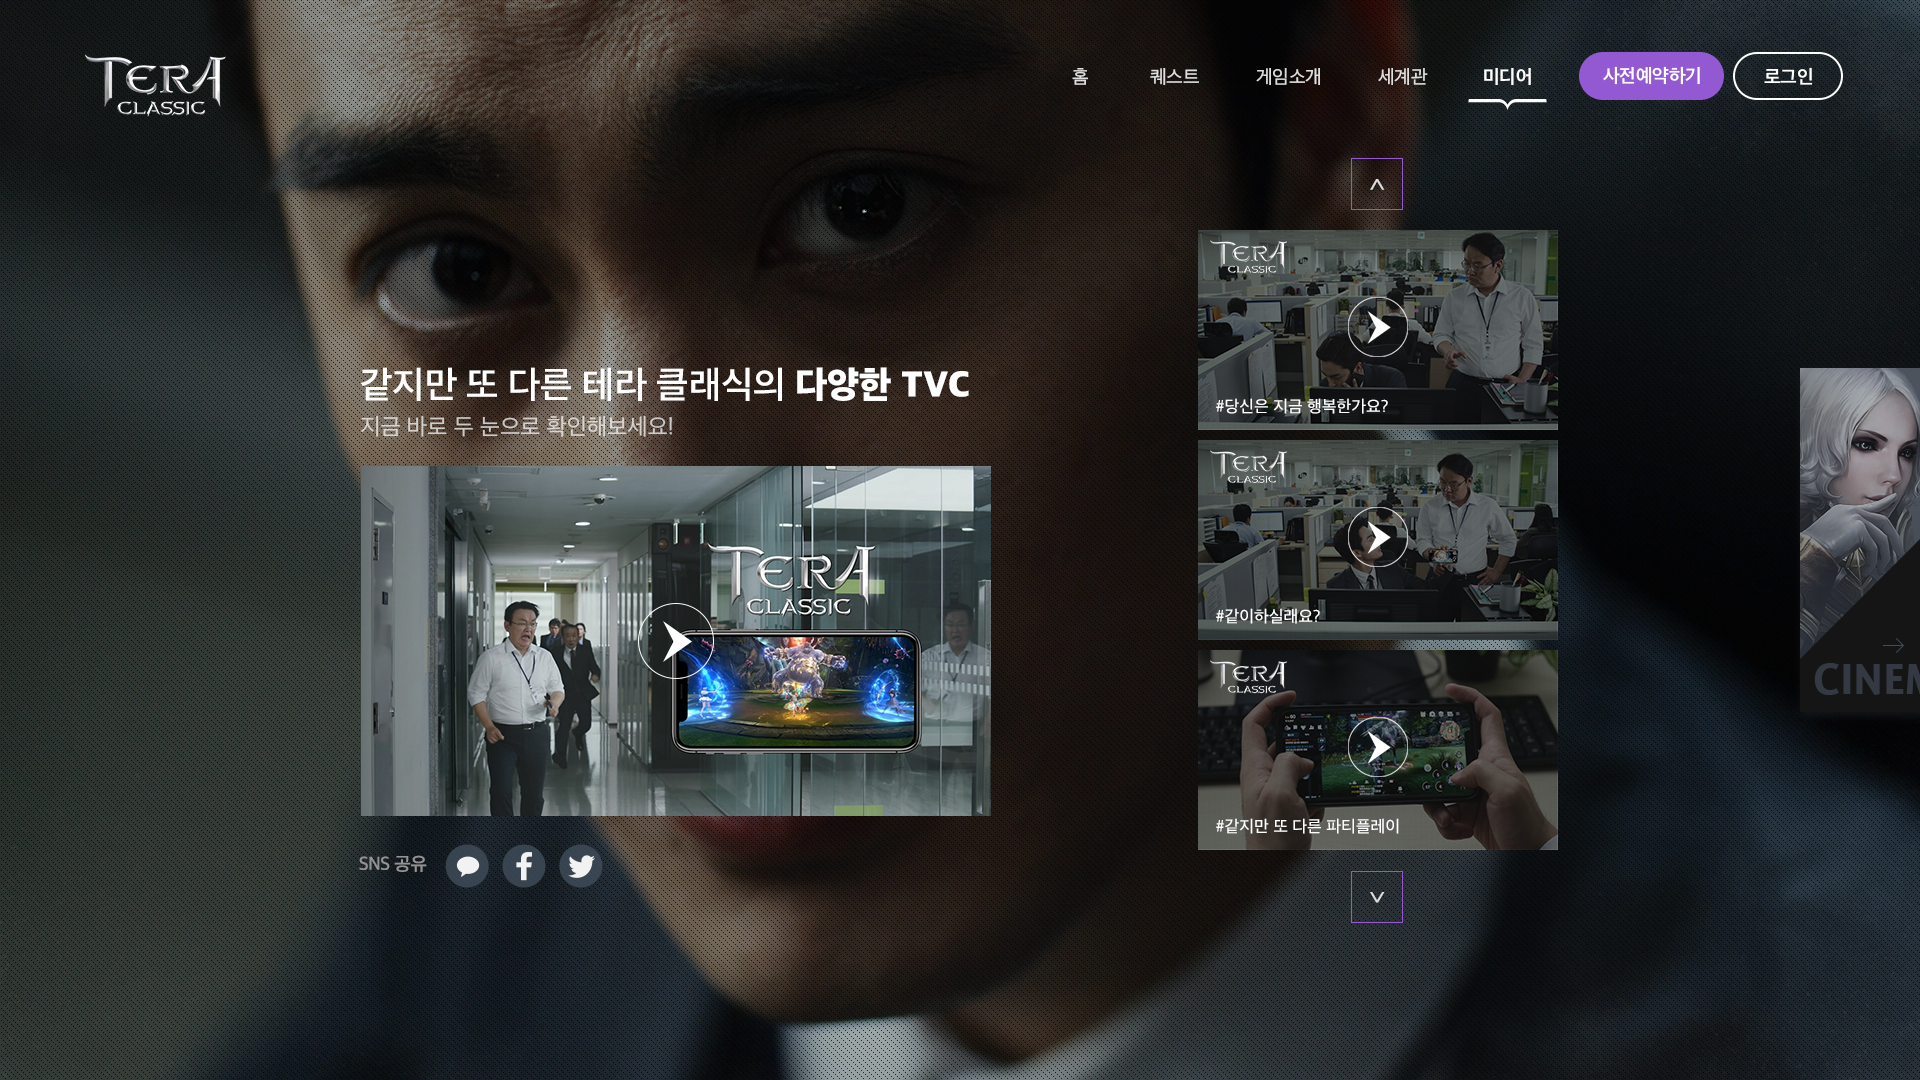 TERA
CLASSIC
홈
퀘스트
게임소개
세계관
미디어
사전예약하기
로그인
같지만 또 다른 테라 클래식의 다양한 TVC
지금 바로 두 눈으로 확인해보세요!
TERA
CLASSIC
SNS 공유
TERA
CLASSIC
#당신은 지금 행복한가요?
TERA
CLASSIC
#같이하실래요?
TERA
CLASSIC
#같지만 또 다른 파티플레이